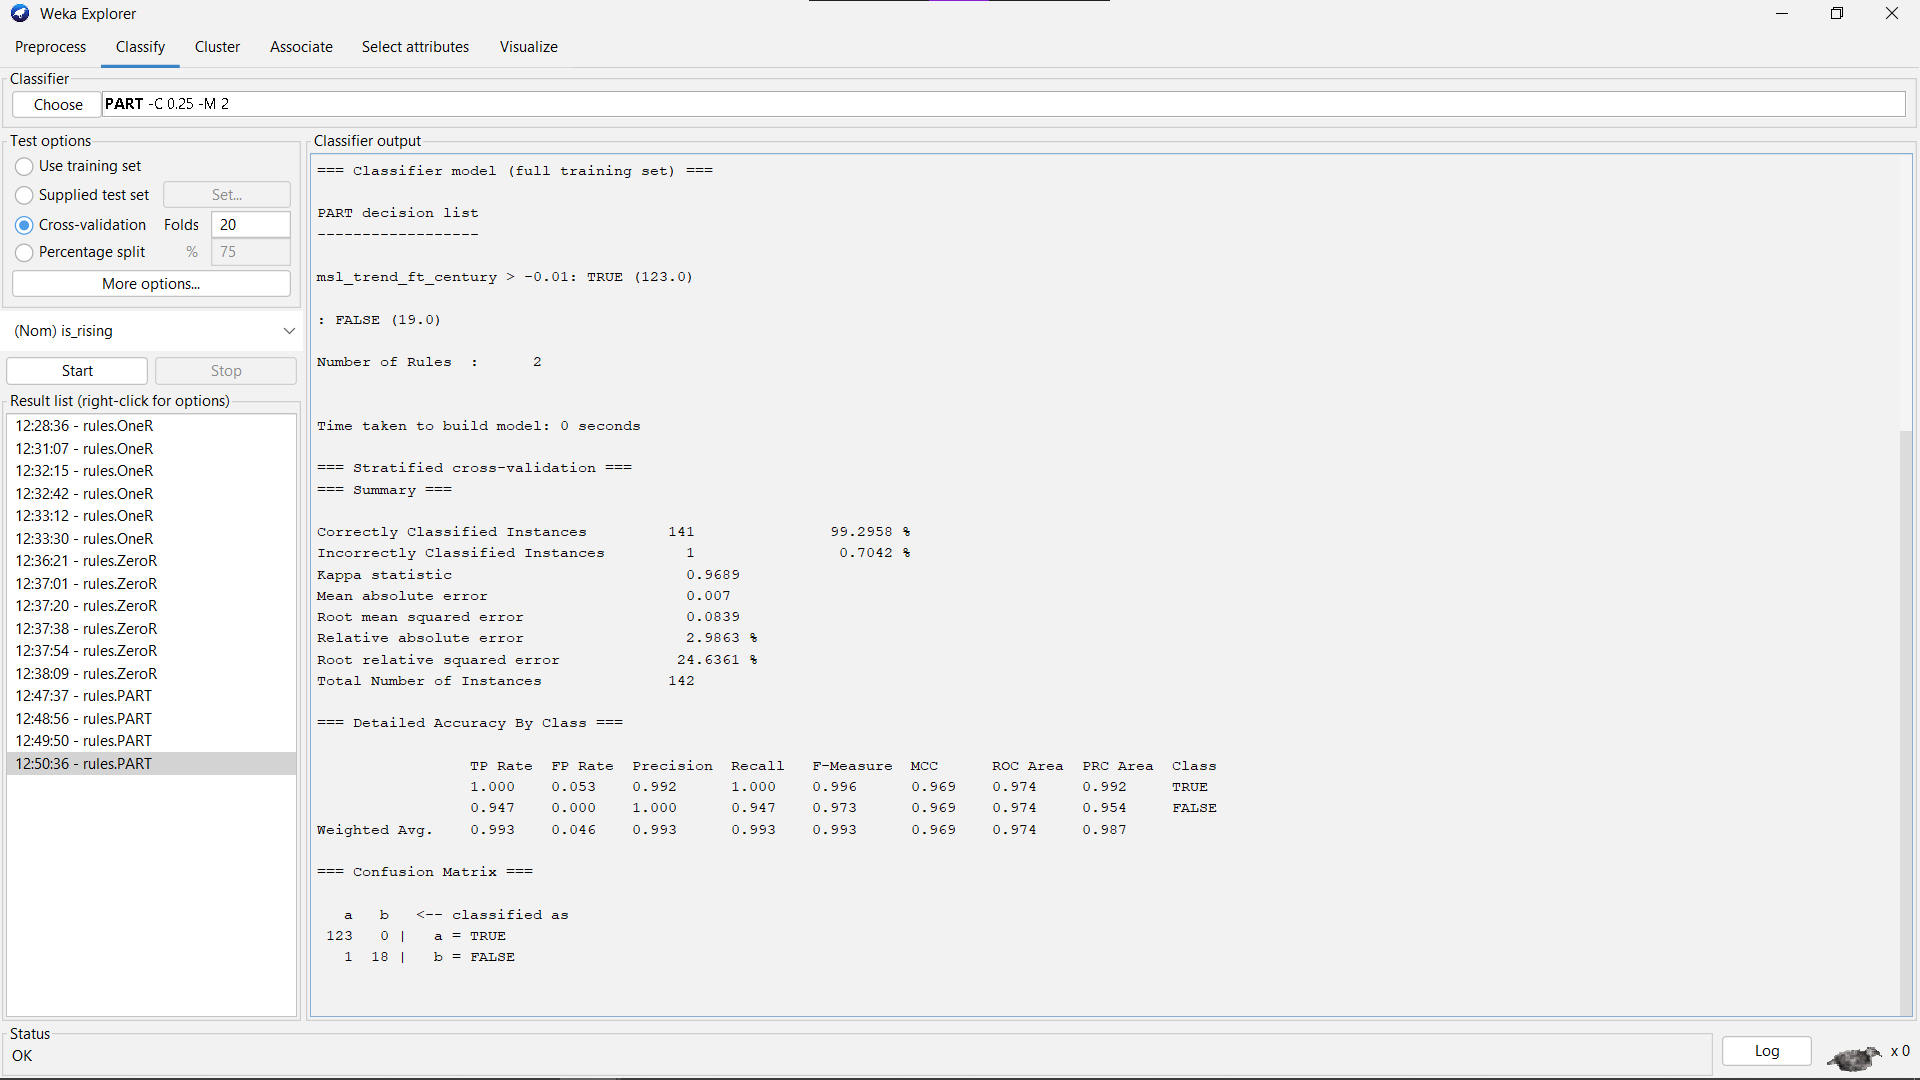 Weka Explorer
Preprocess Classify Cluster Associate Select attributes Visualize
Classifier
Choose PART -C 0.25 -M 2
Test options
Use training set
Supplied test set Set...
Cross-validation Folds 20
Percentage split % 75
More options...
(Nom) is_rising
Start Stop
Result list (right-click for options)
12:28:36 - rules.OneR
12:31:07 - rules.OneR
12:32:15 - rules.OneR
12:32:42 - rules.OneR
12:33:12 - rules.OneR
12:33:30 - rules.OneR
12:36:21 - rules.ZeroR
12:37:01 - rules.ZeroR
12:37:20 - rules.ZeroR
12:37:38 - rules.ZeroR
12:37:54 - rules.ZeroR
12:38:09 - rules.ZeroR
12:47:37 - rules.PART
12:48:56 - rules.PART
12:49:50 - rules.PART
12:50:36 - rules.PART
Classifier output
=== Classifier model (full training set) ===
PART decision list
------------------
msl_trend_ft_century > -0.01: TRUE (123.0)
: FALSE (19.0)
Number of Rules  :      2
Time taken to build model: 0 seconds
=== Stratified cross-validation ===
=== Summary ===
Correctly Classified Instances         141               99.2958 %
Incorrectly Classified Instances         1                0.7042 %
Kappa statistic                          0.9689
Mean absolute error                      0.007
Root mean squared error                  0.0839
Relative absolute error                  2.9863 %
Root relative squared error             24.6361 %
Total Number of Instances              142
=== Detailed Accuracy By Class ===
TP Rate  FP Rate  Precision  Recall   F-Measure  MCC      ROC Area  PRC Area  Class
1.000    0.053    0.992      1.000    0.996      0.969    0.974     0.992     TRUE
0.947    0.000    1.000      0.947    0.973      0.969    0.974     0.954     FALSE
Weighted Avg.    0.993    0.046    0.993      0.993    0.993      0.969    0.974     0.987
=== Confusion Matrix ===
a   b   <-- classified as
123   0 |   a = TRUE
1  18 |   b = FALSE
Status
OK
Log x 0